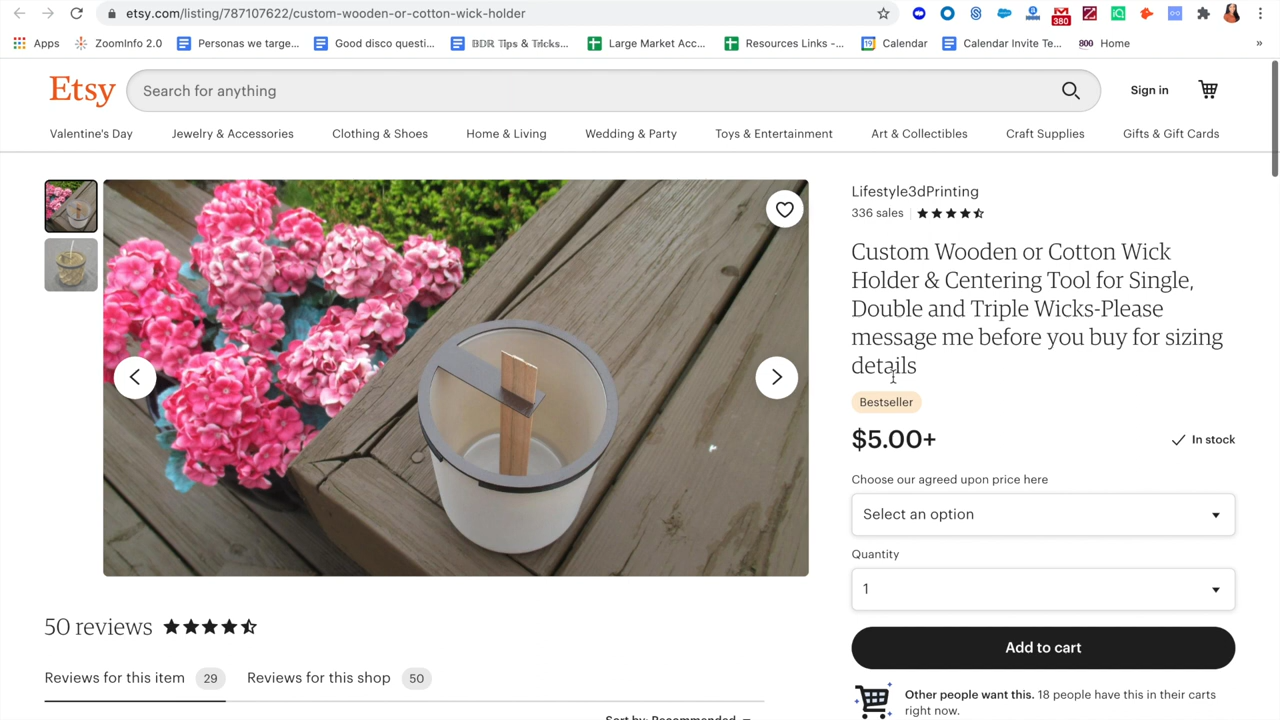 etsy.com/listing/787107622/custom-wooden-or-cotton-wick-holder
380
Apps
ZoomInfo 2.0
Personas we targe...
Good disco questi...
BDR Tips & Tricks...
Large Market Acc...
Resources Links -...
Calendar
Calendar Invite Te...
Home
»
Etsy
Search for anything
Sign in
Valentine's Day
Jewelry & Accessories
Clothing & Shoes
Home & Living
Wedding & Party
Toys & Entertainment
Art & Collectibles
Craft Supplies
Gifts & Gift Cards
Lifestyle3dPrinting
336 sales
Custom Wooden or Cotton Wick
Holder & Centering Tool for Single,
Double and Triple Wicks-Please
message me before you buy for sizing
details
Bestseller
$5.00+
In stock
Choose our agreed upon price here
Select an option
Quantity
1
Add to cart
Other people want this. 18 people have this in their carts
right now.
50 reviews
Reviews for this item 29
Reviews for this shop 50
Sort by: Recommended